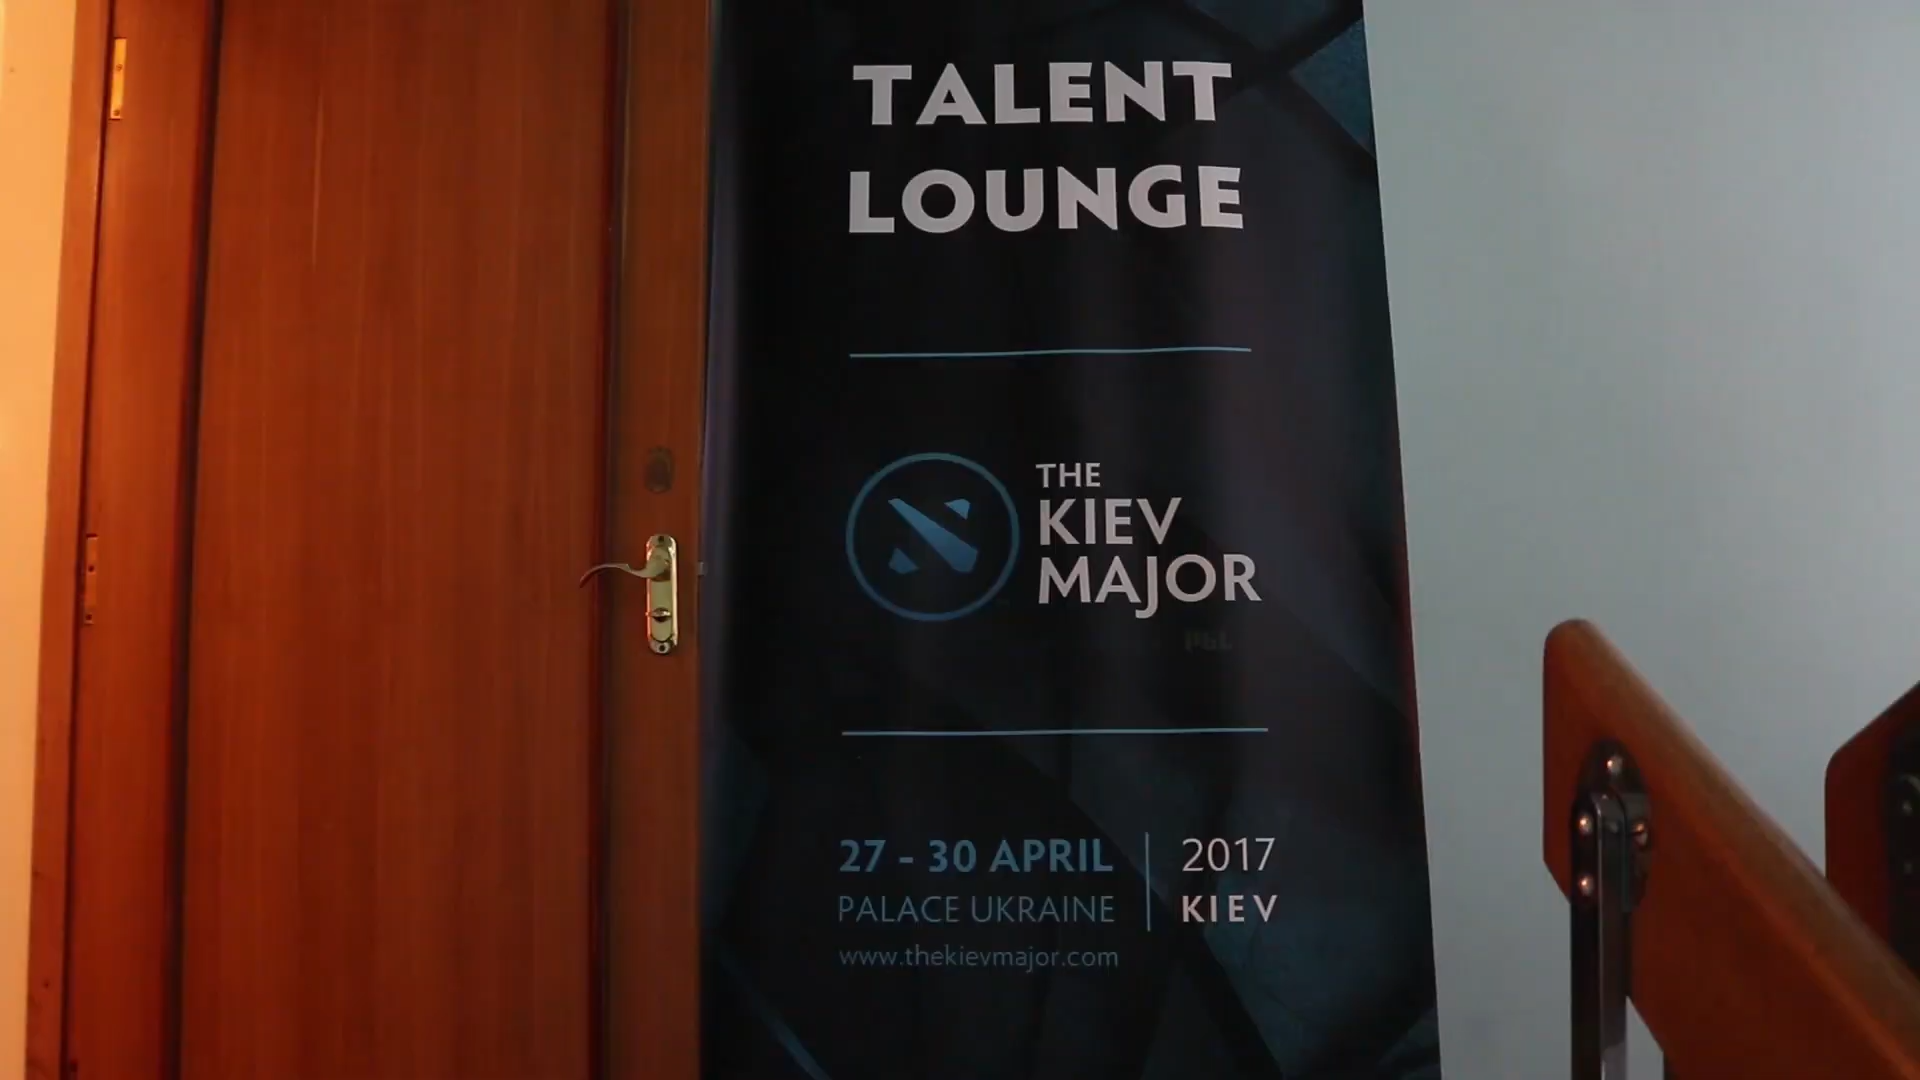 TALENT
LOUNGE
THE
KIEV
MAJOR
27 - 30 APRIL
PALACE UKRAINE
www.thekievmajor.com
2017
KIEV